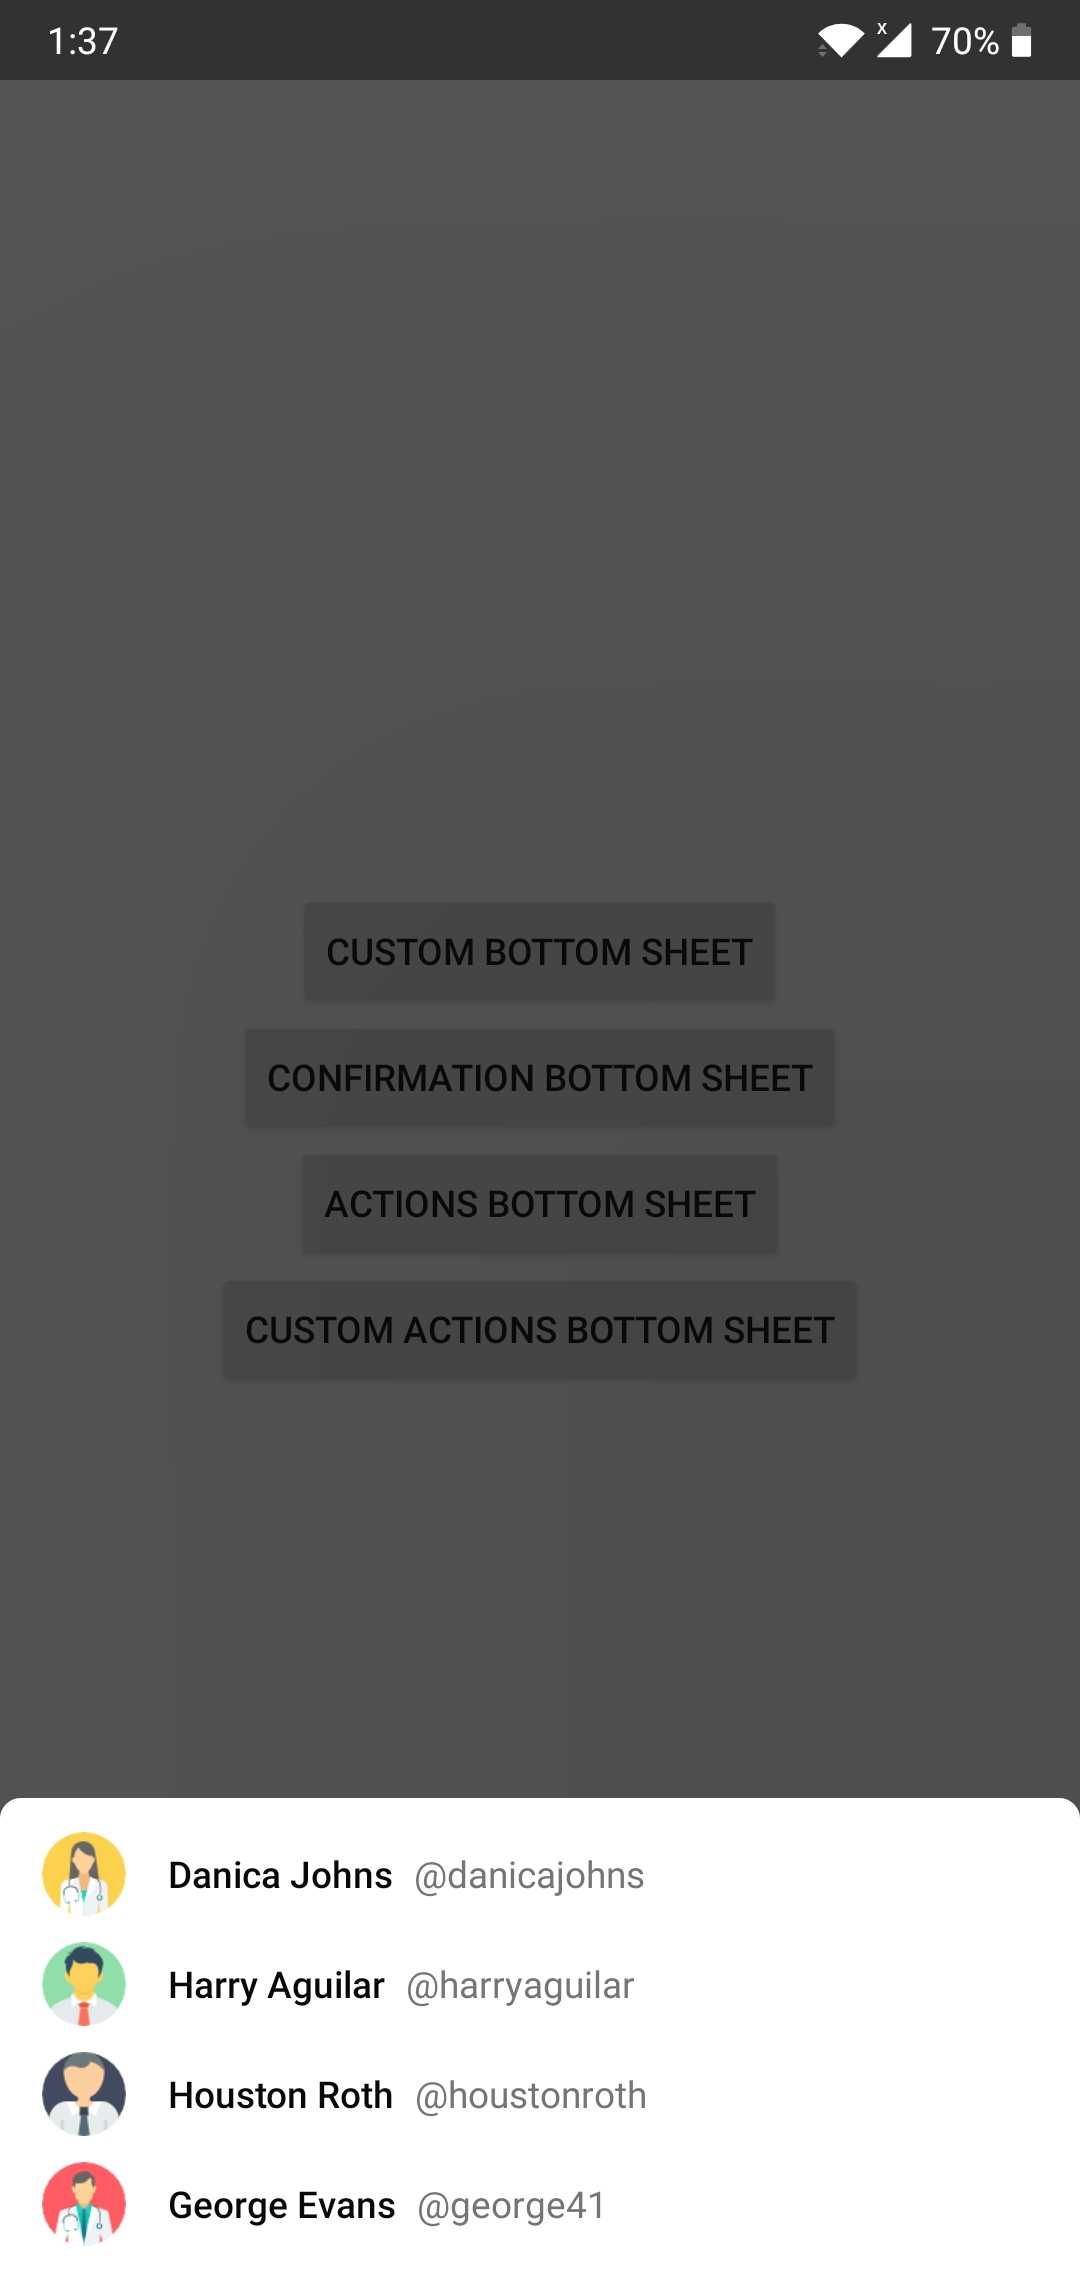 1:37 x 70%
CUSTOM BOTTOM SHEET
CONFIRMATION BOTTOM SHEET
ACTIONS BOTTOM SHEET
CUSTOM ACTIONS BOTTOM SHEET
Danica Johns @danicajohns
Harry Aguilar @harryaguilar
Houston Roth @houstonroth
George Evans @george41